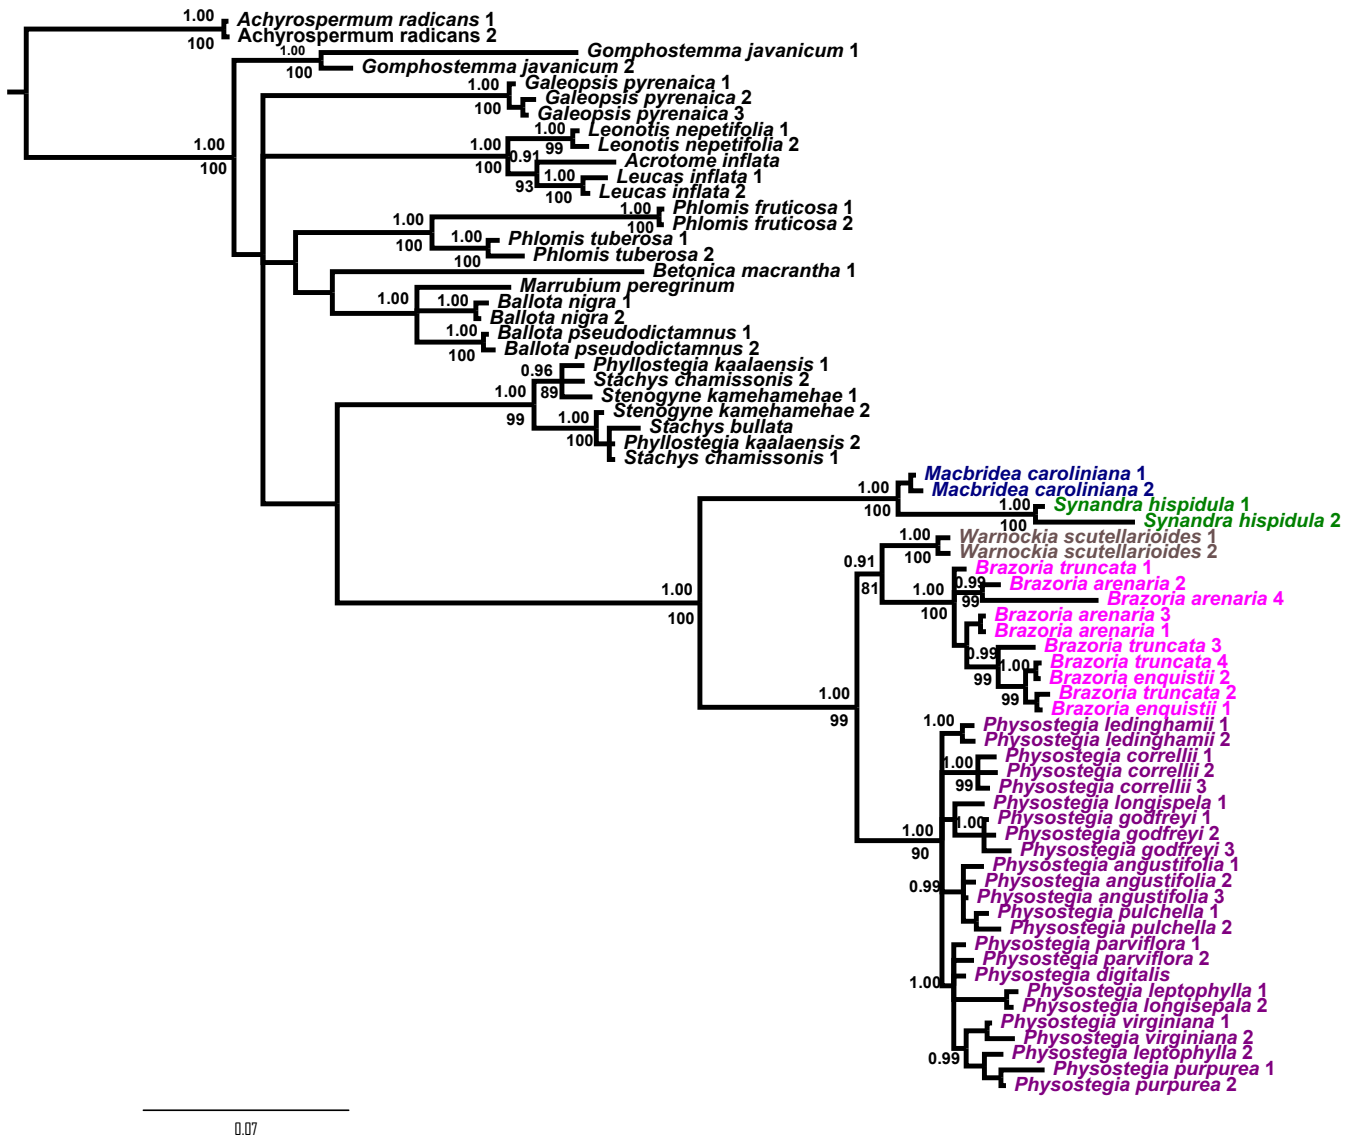 1.00
Achyrospermum radicans 1
100
Achyrospermum radicans 2
1.00
Gomphostemma javanicum 1
100
Gomphostemma javanicum 2
1.00
Galeopsis pyrenaica 1
100
Galeopsis pyrenaica 2
Galeopsis pyrenaica 3
1.00
Leonotis nepetifolia 1
99
Leonotis nepetifolia 2
1.00
100
1.00
100
0.91
93
Acrotome inflata
1.00
Leucas inflata 1
100
Leucas inflata 2
1.00
Phlomis fruticosa 1
100
Phlomis fruticosa 2
1.00
100
1.00
Phlomis tuberosa 1
100
Phlomis tuberosa 2
Betonica macrantha 1
Marrubium peregrinum
1.00
1.00
Ballota nigra 1
Ballota nigra 2
1.00
Ballota pseudodictamnus 1
100
Ballota pseudodictamnus 2
0.96
Phyllostegia kaalaensis 1
Stachys chamissonis 2
89
Stenogyne kamehamehae 1
1.00
99
1.00
Stenogyne kamehamehae 2
Stachys bullata
100
Phyllostegia kaalaensis 2
Stachys chamissonis 1
Macbridea caroliniana 1
1.00
Macbridea caroliniana 2
100
1.00
Synandra hispidula 1
100
Synandra hispidula 2
1.00
Warnockia scutellarioides 1
100
Warnockia scutellarioides 2
0.91
81
Brazoria truncata 1
1.00
100
0.99
Brazoria arenaria 2
99
Brazoria arenaria 4
1.00
100
Brazoria arenaria 3
Brazoria arenaria 1
0.99
99
Brazoria truncata 3
1.00
Brazoria truncata 4
Brazoria enquistii 2
99
Brazoria truncata 2
Brazoria enquistii 1
1.00
99
1.00
Physostegia ledinghamii 1
Physostegia ledinghamii 2
1.00
Physostegia correllii 1
Physostegia correllii 2
99
Physostegia correllii 3
Physostegia longispela 1
1.00
Physostegia godfreyi 1
Physostegia godfreyi 2
Physostegia godfreyi 3
1.00
90
Physostegia angustifolia 1
0.99
Physostegia angustifolia 2
Physostegia angustifolia 3
Physostegia pulchella 1
Physostegia pulchella 2
Physostegia parviflora 1
Physostegia parviflora 2
1.00
Physostegia digitalis
Physostegia leptophylla 1
Physostegia longisepala 2
Physostegia virginiana 1
Physostegia virginiana 2
0.99
Physostegia leptophylla 2
Physostegia purpurea 1
Physostegia purpurea 2
0.07